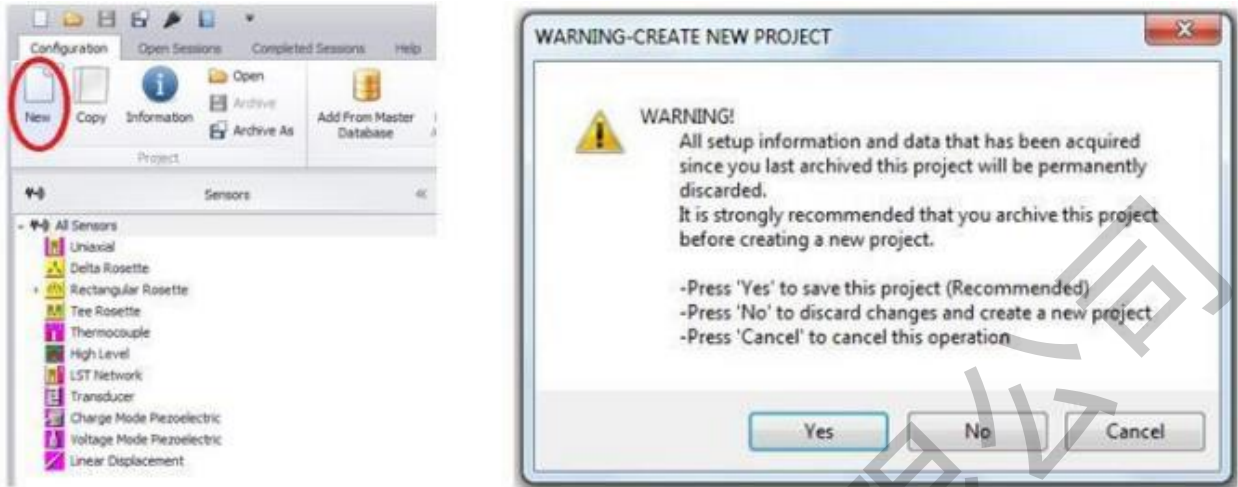 Configuration Open Sessions Completed Sessions Help
New Copy Information Open
Archive
Archive As
Add From Master
Database
Project
Sensors
All Sensors
Uniaxial
Delta Rosette
Rectangular Rosette
Tee Rosette
Thermocouple
High Level
LST Network
Transducer
Charge Mode Piezoelectric
Voltage Mode Piezoelectric
Linear Displacement
WARNING-CREATE NEW PROJECT
WARNING!
All setup information and data that has been acquired
since you last archived this project will be permanently
discarded.
It is strongly recommended that you archive this project
before creating a new project.
-Press 'Yes' to save this project (Recommended)
-Press 'No' to discard changes and create a new project
-Press 'Cancel' to cancel this operation
Yes No Cancel
公司